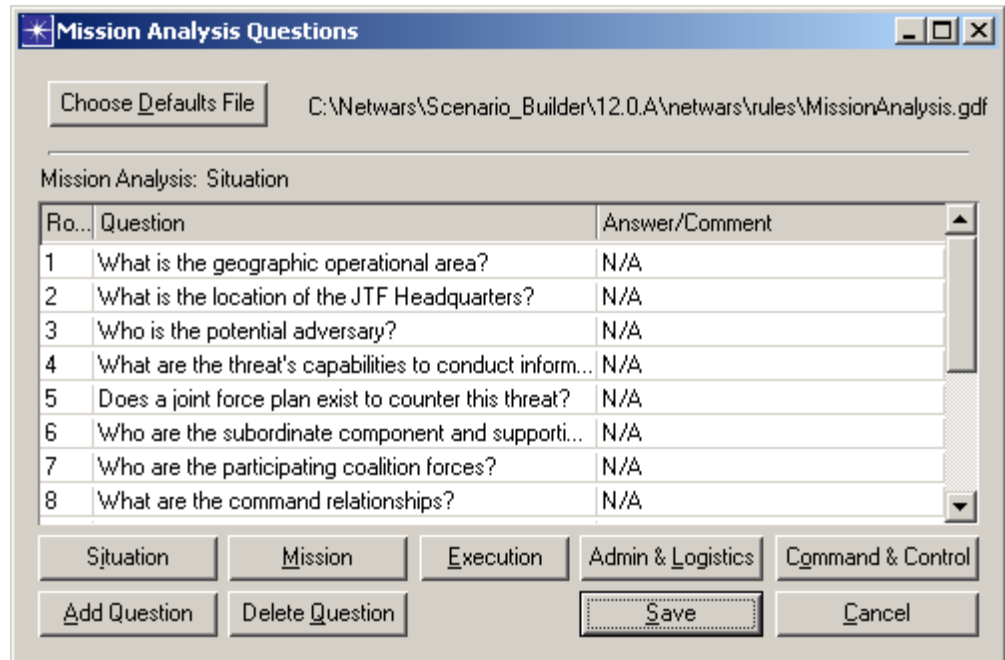 Mission Analysis Questions
Choose Defaults File C:\Netwars\Scenario_Builder\12.0.A\netwars\rules\MissionAnalysis.gdf
Mission Analysis: Situation
Ro... Question Answer/Comment
1 What is the geographic operational area? N/A
2 What is the location of the JTF Headquarters? N/A
3 Who is the potential adversary? N/A
4 What are the threat's capabilities to conduct inform... N/A
5 Does a joint force plan exist to counter this threat? N/A
6 Who are the subordinate component and supporti... N/A
7 Who are the participating coalition forces? N/A
8 What are the command relationships? N/A
Situation Mission Execution Admin & Logistics Command & Control
Add Question Delete Question Save Cancel